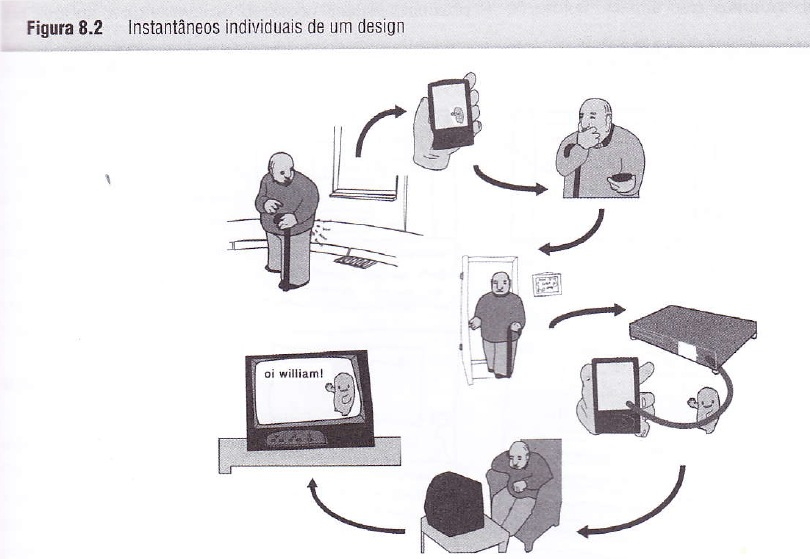 Figura 8.2 Instantâneos individuais de um design
oi william!